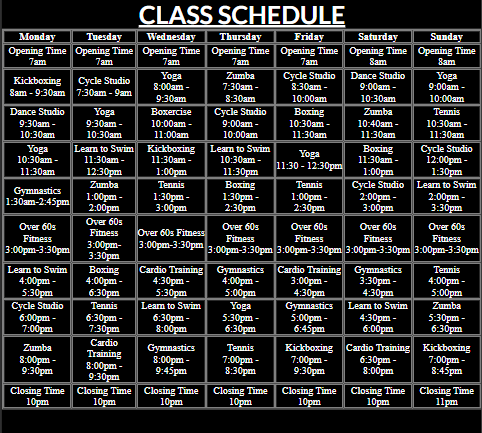 CLASS SCHEDULE
Monday Tuesday Wednesday Thursday Friday Saturday Sunday
Opening Time Opening Time Opening Time Opening Time Opening Time Opening Time Opening Time
7am 7am 7am 7am 7am 8am 8am
Kickboxing
8am - 9:30am
Cycle Studio
7:30am - 9am
Yoga
8:00am -
9:30am
Zumba
7:30am -
8:30am
Cycle Studio
8:30am -
10:00am
Dance Studio
9:00am -
10:30am
Yoga
9:00am -
10:00am
Dance Studio
9:30am -
10:30am
Yoga
9:30am -
10:30am
Boxercise
10:00am -
11:00am
Cycle Studio
9:00am -
10:00am
Boxing
10:30am -
11:30am
Zumba
10:40am -
11:30am
Tennis
10:30am -
11:30am
Yoga
10:30am -
11:30am
Learn to Swim
11:30am -
12:30pm
Kickboxing
11:30am -
1:00pm
Learn to Swim
10:30am -
11:30pm
Yoga
11:30 - 12:30pm
Boxing
11:30am -
1:00pm
Cycle Studio
12:00pm -
1:30pm
Gymnastics
1:30am-2:45pm
Zumba
1:00pm -
2:00pm
Tennis
1:30pm -
3:00pm
Boxing
1:30pm -
2:30pm
Tennis
1:00pm -
2:30pm
Cycle Studio
2:00pm -
3:00pm
Learn to Swim
2:00pm -
3:30pm
Over 60s
Fitness
3:00pm-3:30pm
Over 60s
Fitness
3:00pm-
3:30pm
Over 60s Fitness
3:00pm-3:30pm
Over 60s
Fitness
3:00pm-3:30pm
Over 60s
Fitness
3:00pm-3:30pm
Over 60s
Fitness
3:00pm-3:30pm
Over 60s
Fitness
3:00pm-3:30pm
Learn to Swim
4:00pm -
5:30pm
Boxing
4:00pm -
6:30pm
Cardio Training
4:30pm -
5:30pm
Gymnastics
4:00pm -
5:00pm
Cardio Training
3:00pm -
4:30pm
Gymnastics
3:30pm -
4:30pm
Tennis
4:00pm -
5:00pm
Cycle Studio
6:00pm -
7:00pm
Tennis
6:30pm -
7:30pm
Learn to Swim
6:30pm -
8:00pm
Yoga
5:30pm -
6:30pm
Gymnastics
5:00pm -
6:45pm
Learn to Swim
4:30pm -
6:00pm
Zumba
5:30pm -
6:30pm
Zumba
8:00pm -
9:30pm
Cardio
Training
8:00pm -
9:30pm
Gymnastics
8:00pm -
9:45pm
Tennis
7:00pm -
8:30pm
Kickboxing
7:00pm -
9:30pm
Cardio Training
6:30pm -
8:00pm
Kickboxing
7:00pm -
8:45pm
Closing Time Closing Time Closing Time Closing Time Closing Time Closing Time Closing Time
10pm 10pm 10pm 10pm 10pm 10pm 11pm